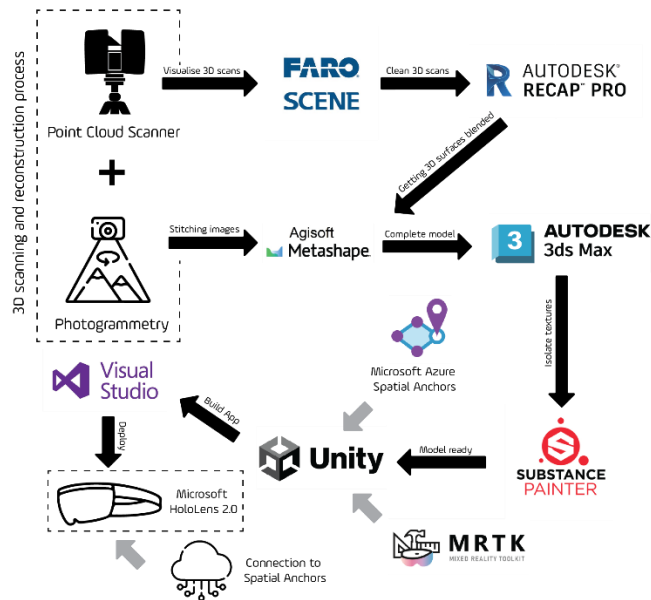 3D scanning and reconstruction process
Point Cloud Scanner
+
Photogrammetry
Visualise 3D scans
FARO
SCENE
Clean 3D scans
R
AUTODESK®
RECAP™ PRO
Getting 3D surfaces blended
Stitching images
Agisoft
Metashape
Complete model
3
AUTODESK
3ds Max
Isolate textures
Microsoft Azure
Spatial Anchors
Visual
Studio
Build App
Unity
Model ready
S
SUBSTANCE
PAINTER
Deploy
Microsoft
HoloLens 2.0
Connection to
Spatial Anchors
MRTK
MIXED REALITY TOOLKIT